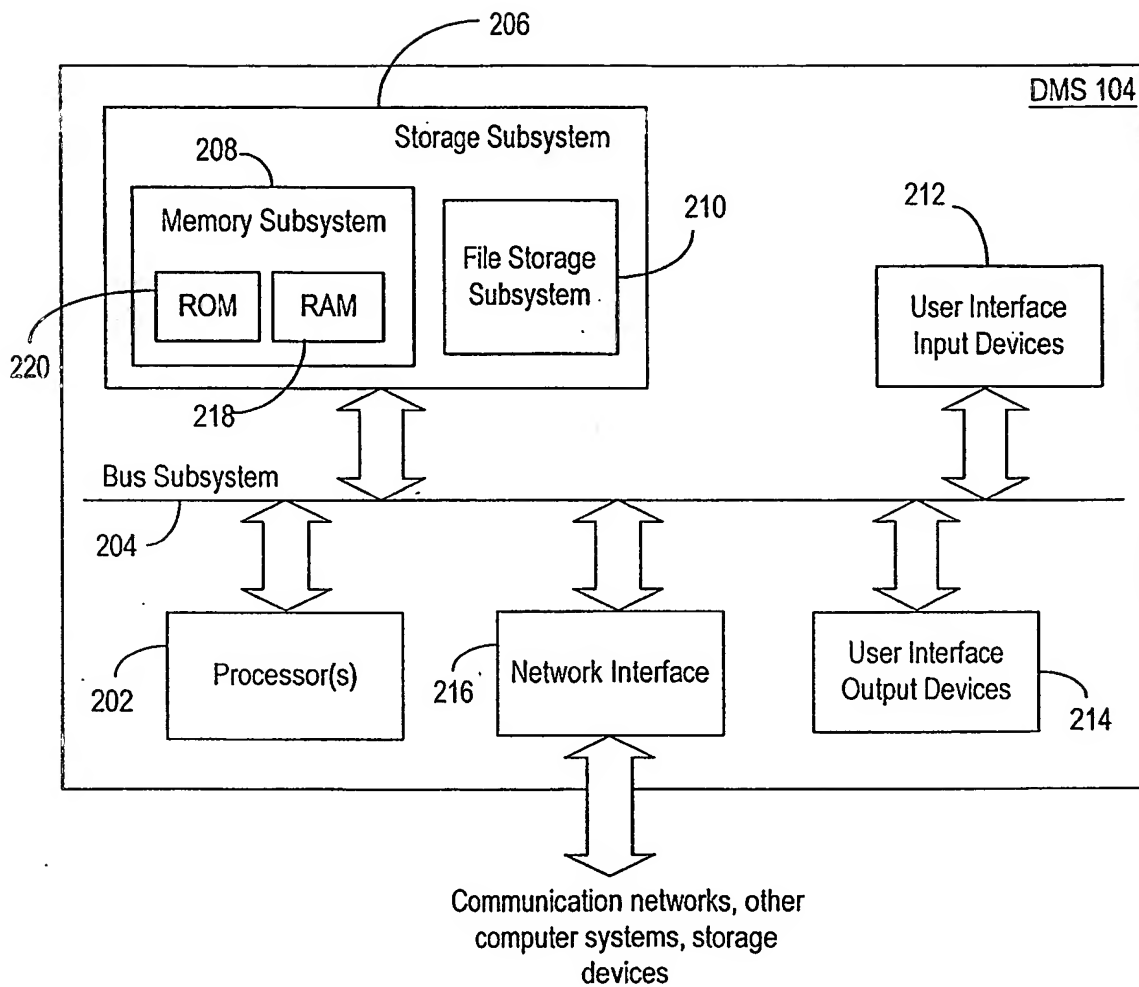 206
DMS 104
Storage Subsystem
208
Memory Subsystem
210
212
File Storage
Subsystem
ROM
RAM
User Interface
Input Devices
220
218
Bus Subsystem
204
Processor(s)
202
Network Interface
216
User Interface
Output Devices
214
Communication networks, other
computer systems, storage
devices